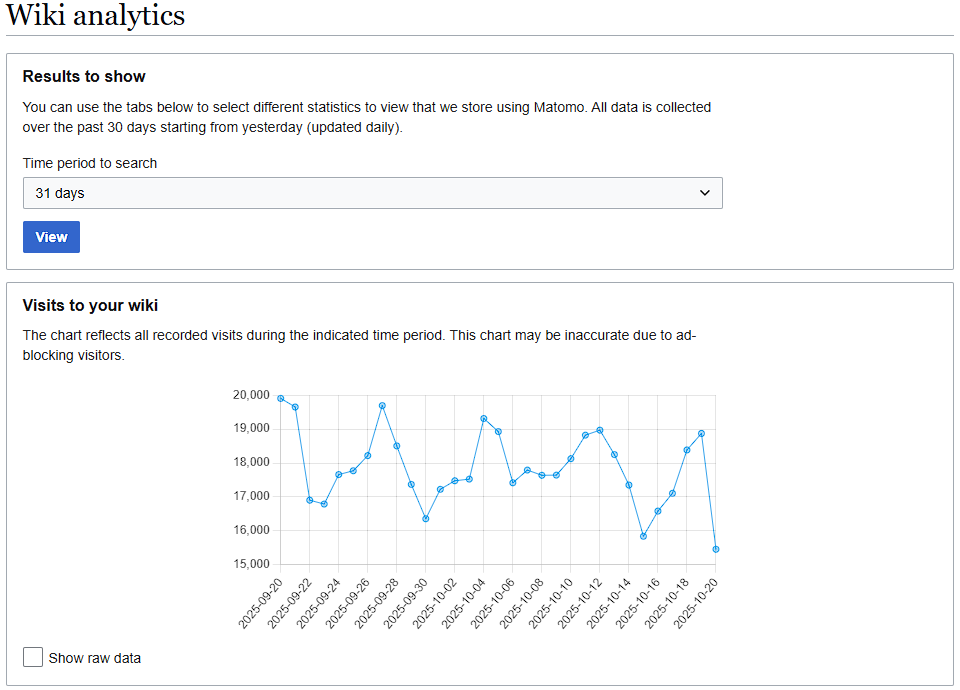 Wiki analytics
Results to show
You can use the tabs below to select different statistics to view that we store using Matomo. All data is collected
over the past 30 days starting from yesterday (updated daily).
Time period to search
31 days
View
Visits to your wiki
The chart reflects all recorded visits during the indicated time period. This chart may be inaccurate due to ad-
blocking visitors.
20,000
19,000
18,000
17,000
16,000
15,000
2025-09-20
2025-09-22
2025-09-24
2025-09-26
2025-09-28
2025-09-30
2025-10-02
2025-10-04
2025-10-06
2025-10-08
2025-10-10
2025-10-12
2025-10-14
2025-10-16
2025-10-18
2025-10-20
Show raw data